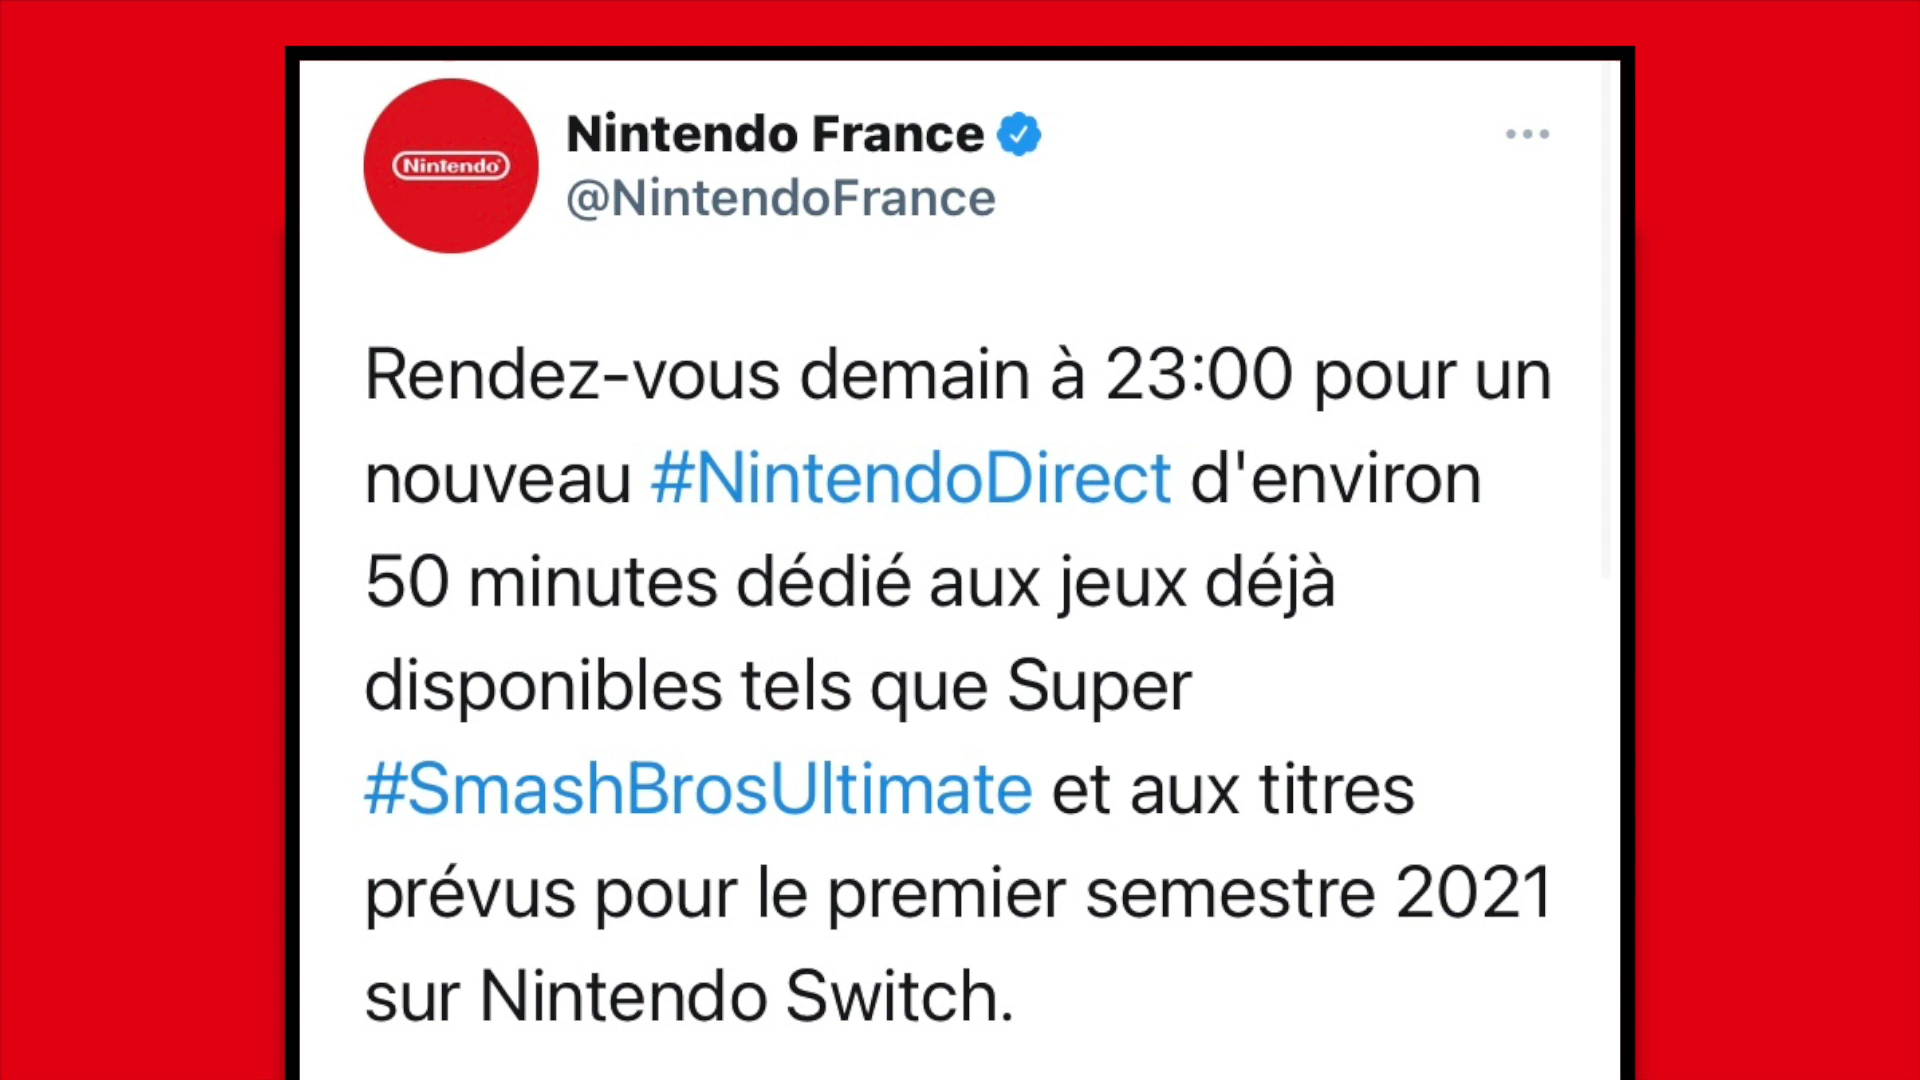 Nintendo
Nintendo France
@NintendoFrance
Rendez-vous demain à 23:00 pour un
nouveau #NintendoDirect d'environ
50 minutes dédié aux jeux déjà
disponibles tels que Super
#SmashBrosUltimate et aux titres
prévus pour le premier semestre 2021
sur Nintendo Switch.